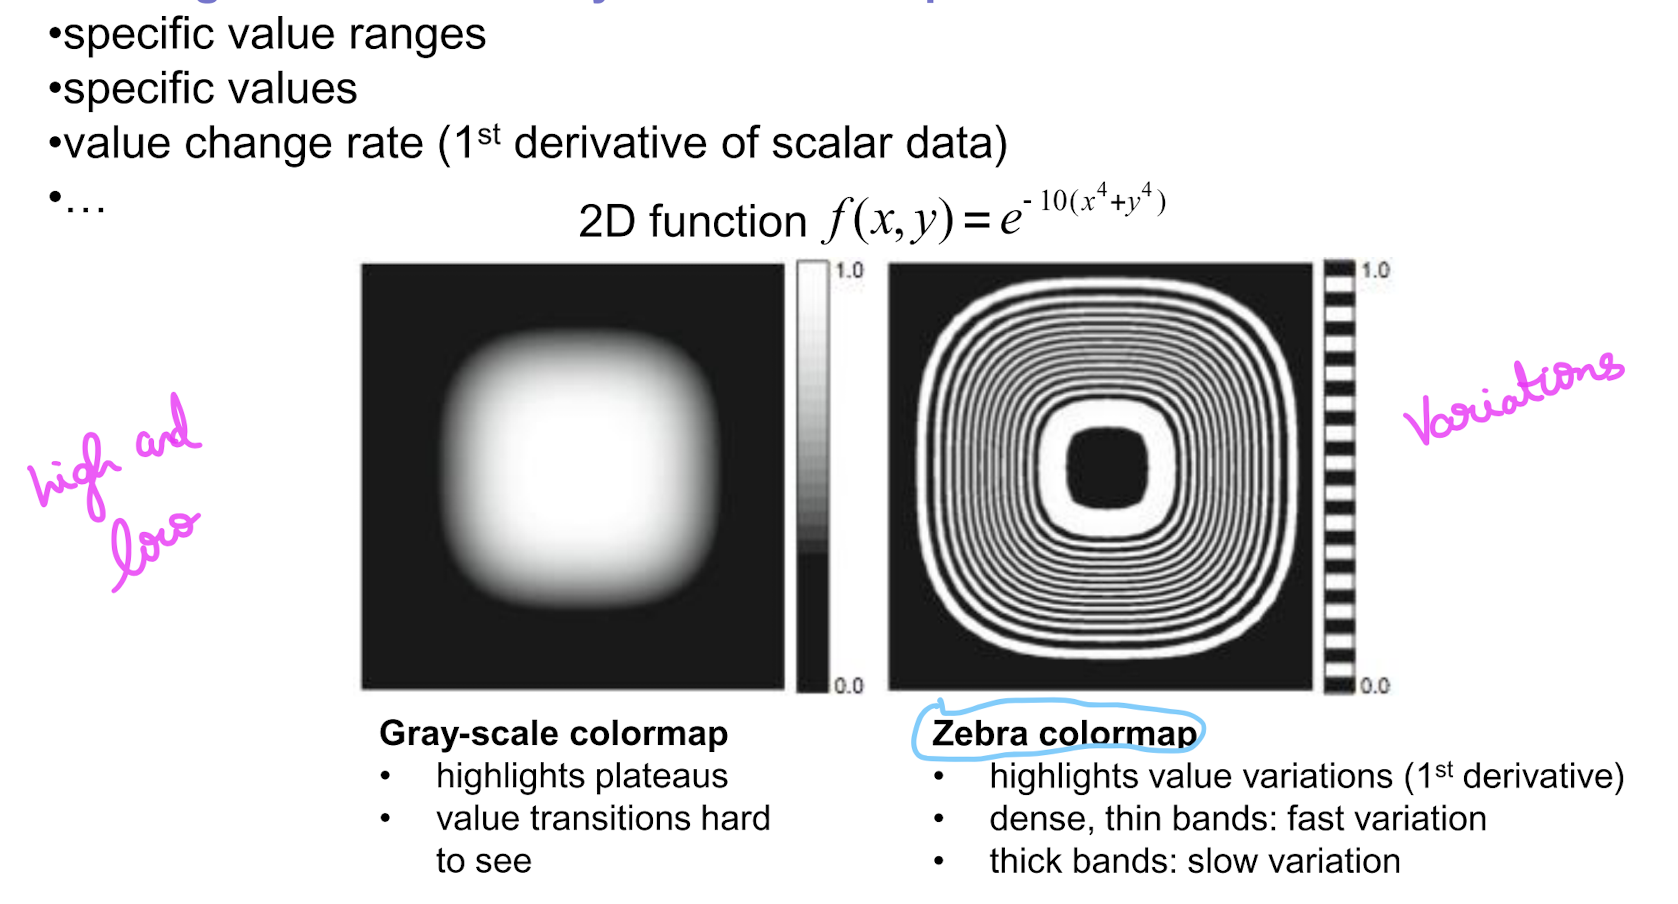 •specific value ranges
•specific values
•value change rate (1st derivative of scalar data)
•...
2D function f(x, y) = e^-10(x^4+y^4)
1.0
0.0
1.0
0.0
high and
low
Variations
Gray-scale colormap
• highlights plateaus
• value transitions hard
to see
Zebra colormap
• highlights value variations (1st derivative)
• dense, thin bands: fast variation
• thick bands: slow variation